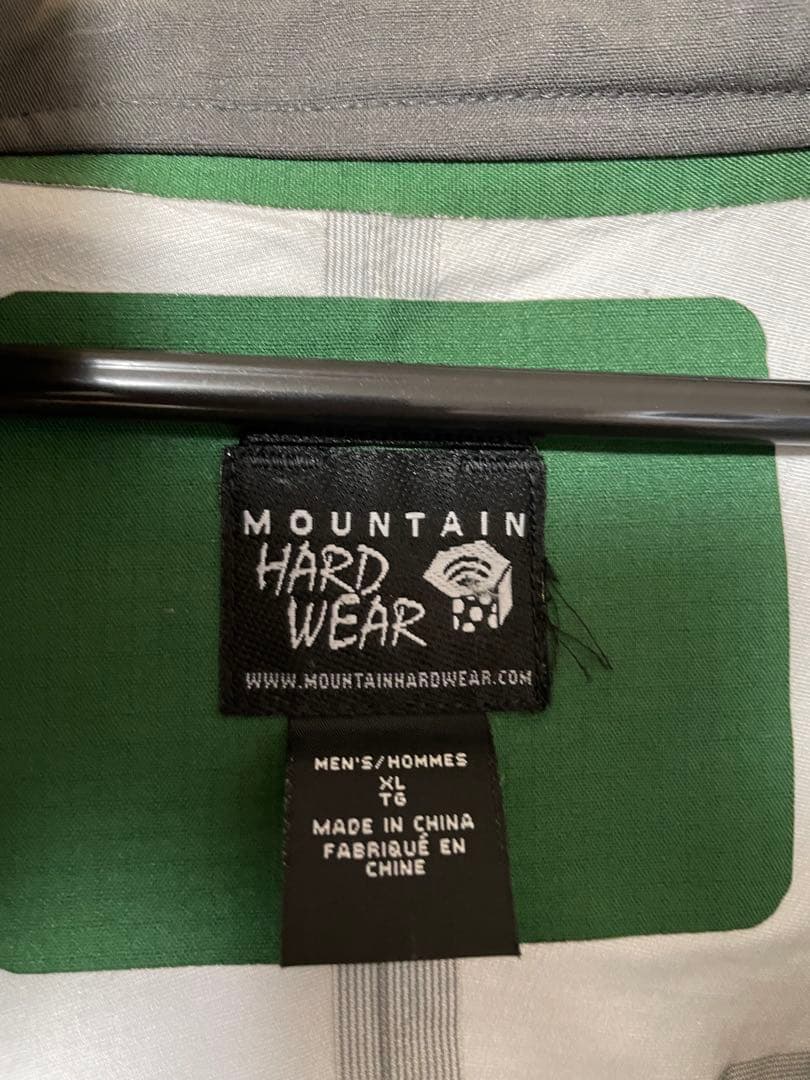 MOUNTAIN
HARD
WEAR
WWW.MOUNTAINHARDWEAR.COM
MEN'S/HOMMES
XL
TG
MADE IN CHINA
FABRIQUÉ EN
CHINE